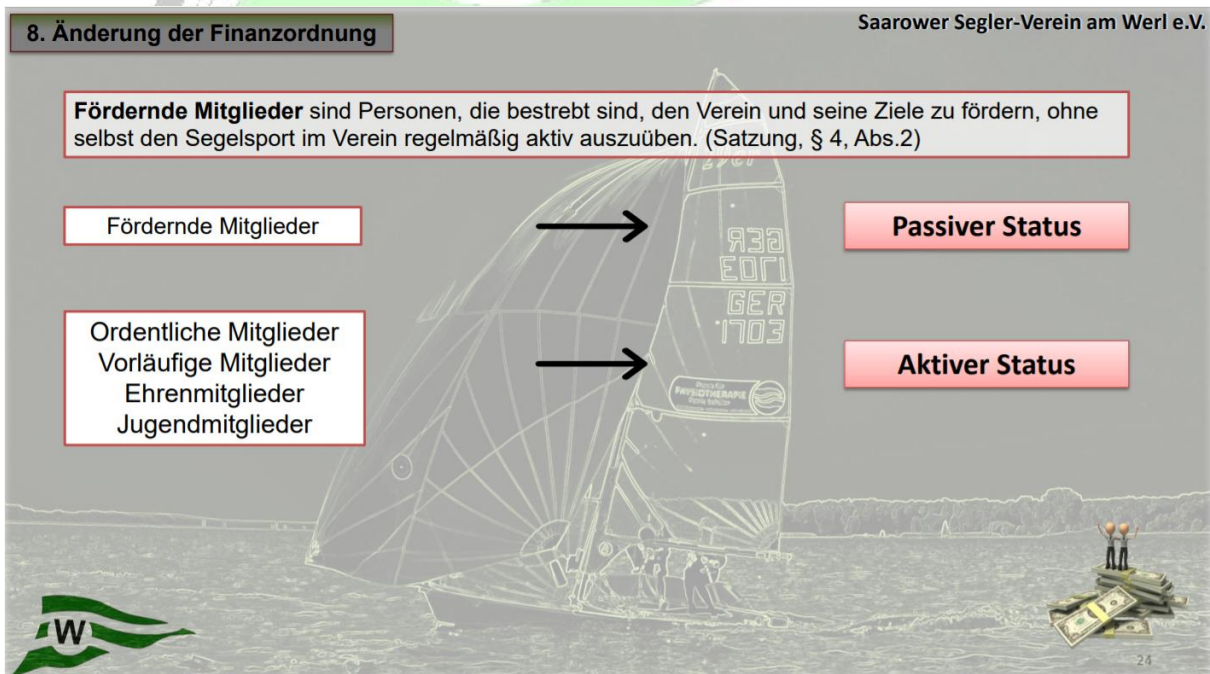 8. Änderung der Finanzordnung
Saarower Segler-Verein am Werl e.V.
Fördernde Mitglieder sind Personen, die bestrebt sind, den Verein und seine Ziele zu fördern, ohne
selbst den Segelsport im Verein regelmäßig aktiv auszuüben. (Satzung, § 4, Abs.2)
Fördernde Mitglieder
Passiver Status
Ordentliche Mitglieder
Vorläufige Mitglieder
Ehrenmitglieder
Jugendmitglieder
Aktiver Status
GER
1703
PHYSIOTHERAPIE
W
24